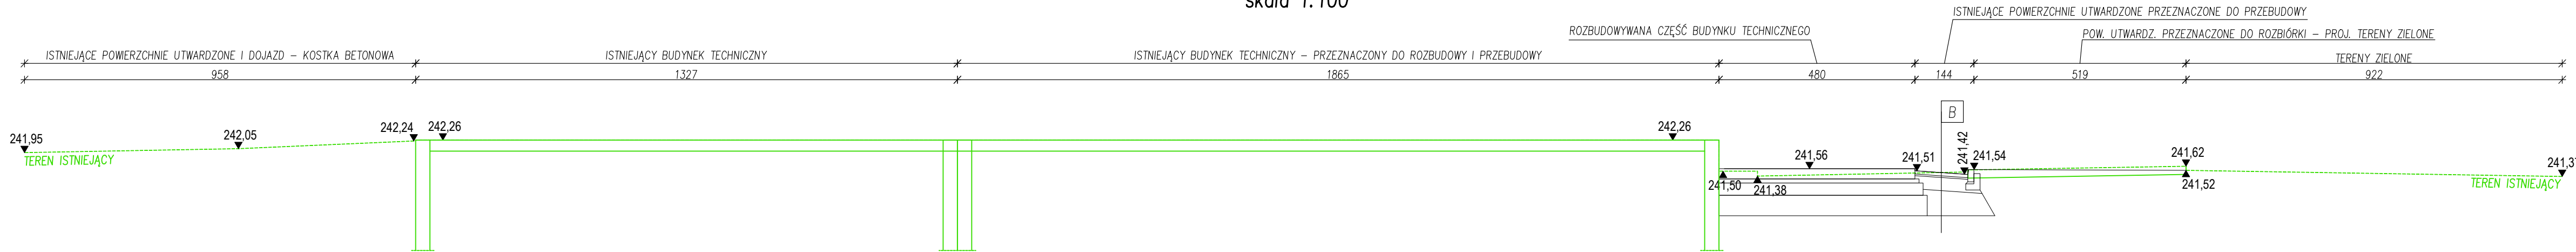 skala 1:100
ISTNIEJĄCE POWIERZCHNIE UTWARDZONE PRZEZNACZONE DO PRZEBUDOWY
ROZBUDOWYWANA CZĘŚĆ BUDYNKU TECHNICZNEGO
POW. UTWARDZ. PRZEZNACZONE DO ROZBIÓRKI – PROJ. TERENY ZIELONE
ISTNIEJĄCE POWIERZCHNIE UTWARDZONE I DOJAZD – KOSTKA BETONOWA
ISTNIEJĄCY BUDYNEK TECHNICZNY
ISTNIEJĄCY BUDYNEK TECHNICZNY – PRZEZNACZONY DO ROZBUDOWY I PRZEBUDOWY
TERENY ZIELONE
958
1327
1865
480
144
519
922
B
241,95
242,05
242,24
242,26
242,26
241,56
241,51
241,42
241,54
241,62
241,37
TEREN ISTNIEJĄCY
241,50
241,38
241,52
TEREN ISTNIEJĄCY